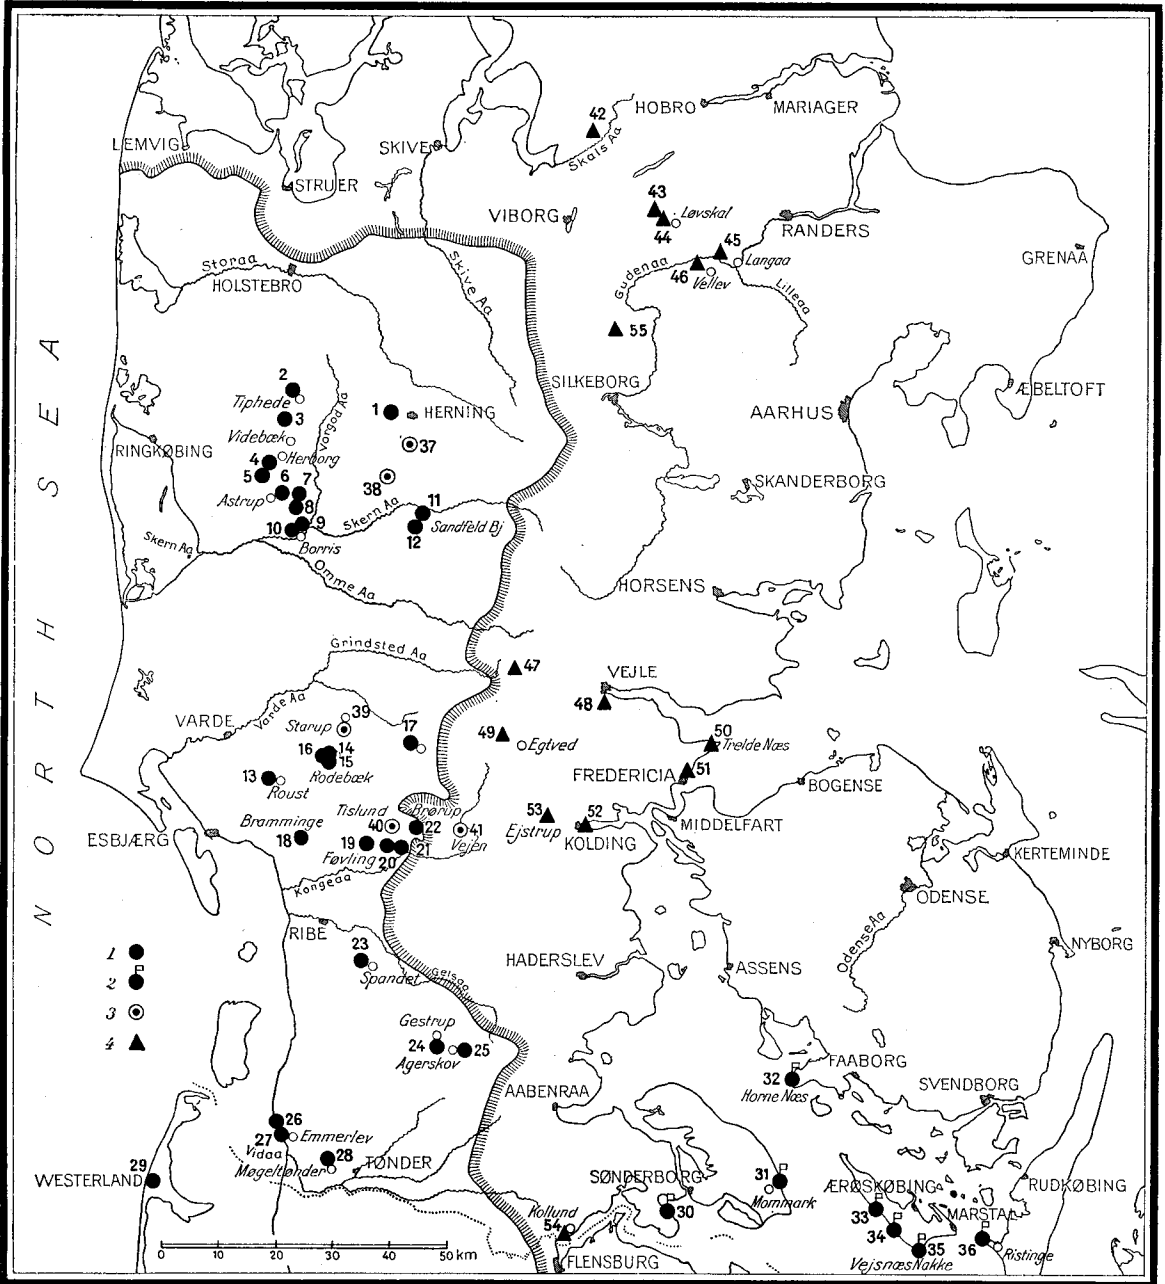 42
HOBRO
MARIAGER
Skals Aa
LEMVIG
SKIVE
STRUER
43
Løvskal
44
VIBORG
RANDERS
45
Langaa
46
Vellev
Gudenaa
Lilleaa
GRENAA
Storaa
HOLSTEBRO
Skive Aa
55
SILKEBORG
ÆBELTOFT
AARHUS
2
Tiphede
3
Videbæk
Vorgod Aa
1
HERNING
37
RINGKØBING
4
Herborg
5
6
7
38
SKANDERBORG
Astrup
8
9
10
Borris
Skern Aa
11
Sandfeld Bj
12
Skern Aa
Omme Aa
HORSENS
NORTH SEA
Grindsted Aa
47
VEJLE
48
Varde Aa
39
VARDE
Starup
17
49
Egtved
50
Trelde Næs
16
14
15
Rodebæk
13
Roust
51
FREDERICIA
BOGENSE
Tislund
Brørup
53
52
Ejstrup
KOLDING
MIDDELFART
ESBJÆRG
Bramminge
18
40
22
41
Vejen
19
Føvling
20
21
KERTEMINDE
Kongeaa
ODENSE
Odense Aa
RIBE
23
Spandet
Gelsaa
HADERSLEV
ASSENS
NYBORG
1
2
3
4
Gestrup
24
25
Agerskov
32
Horne Næs
FAABORG
SVENDBORG
AABENRAA
26
27
Emmerlev
Vidaa
28
Møgeltønder
TØNDER
29
WESTERLAND
SØNDERBORG
30
31
Mommark
ÆRØSKØBING
33
34
35
Vejsnæs Nakke
MARSTAL
36
Ristinge
RUDKØBING
Kollund
54
FLENSBURG
0
10
20
30
40
50 km